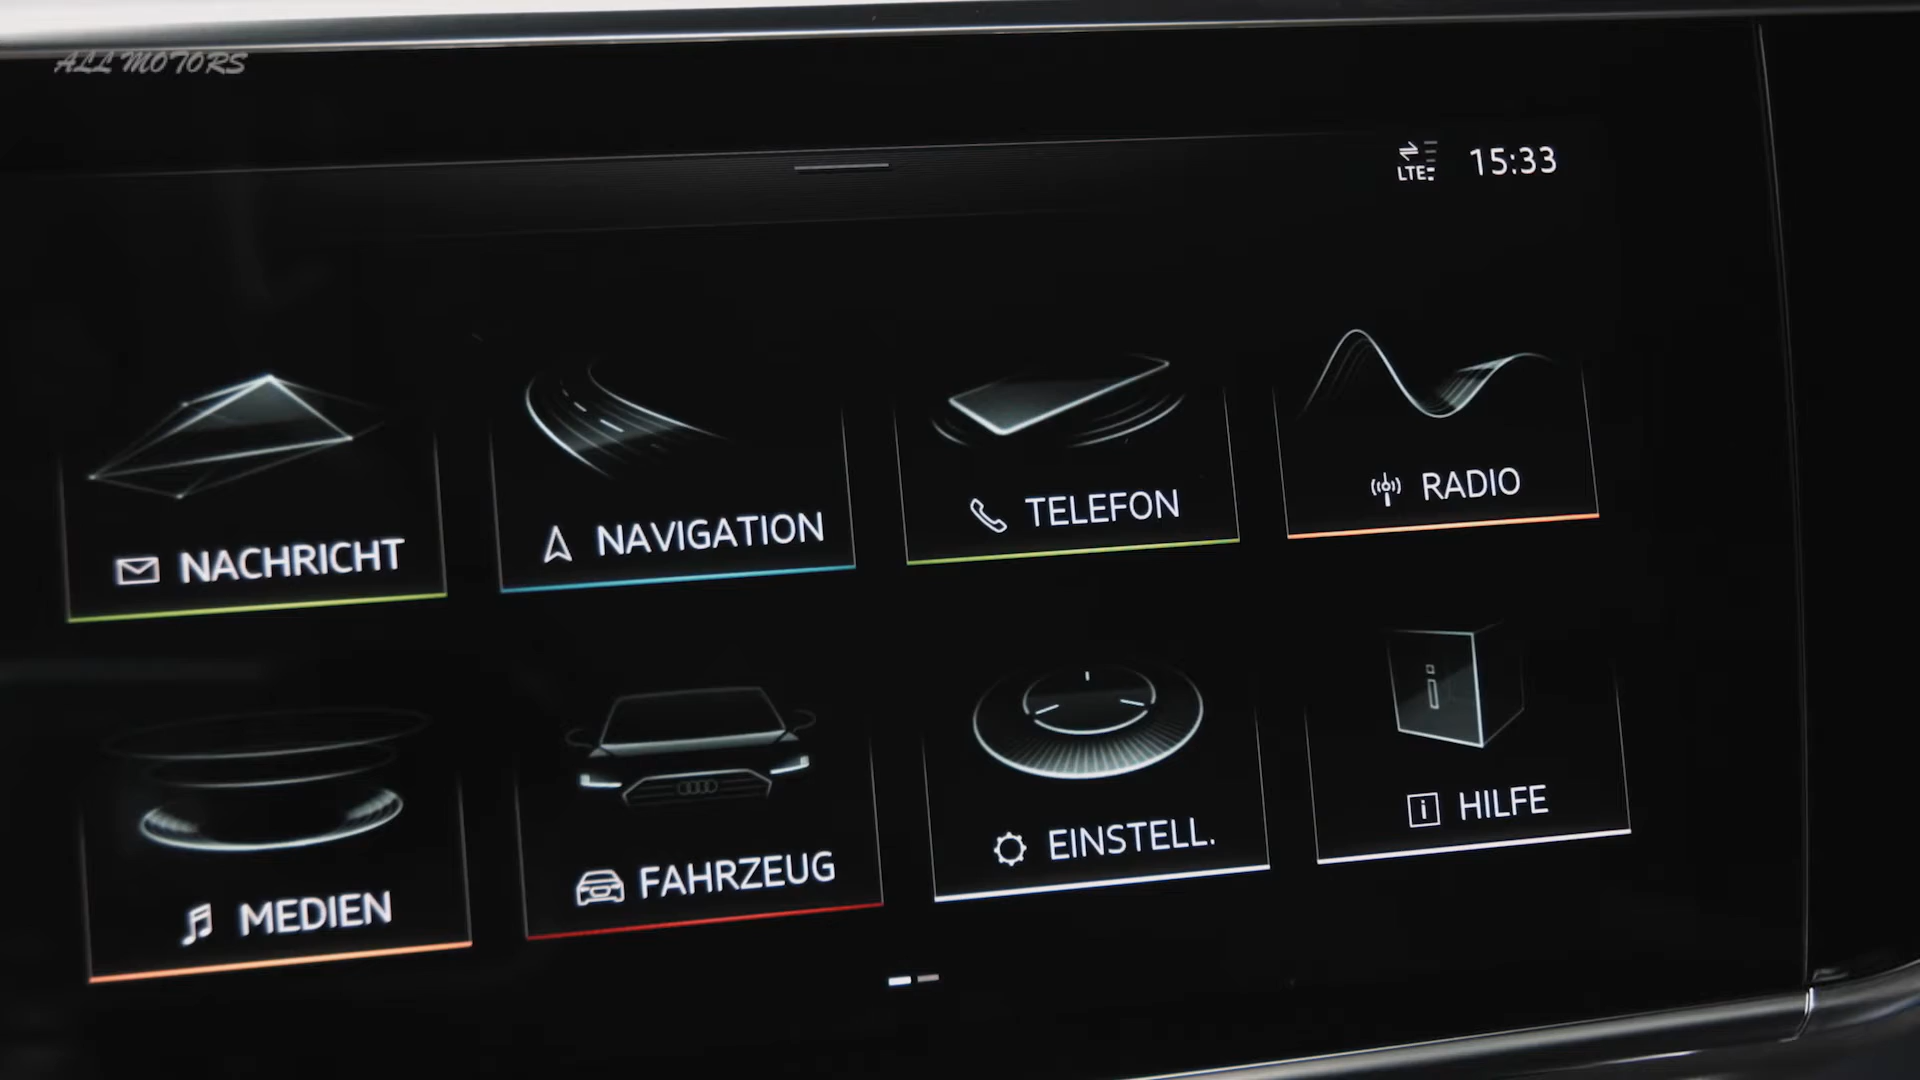 ALL MOTORS
LTE
15:33
NACHRICHT
NAVIGATION
TELEFON
RADIO
MEDIEN
FAHRZEUG
EINSTELL.
i
i HILFE